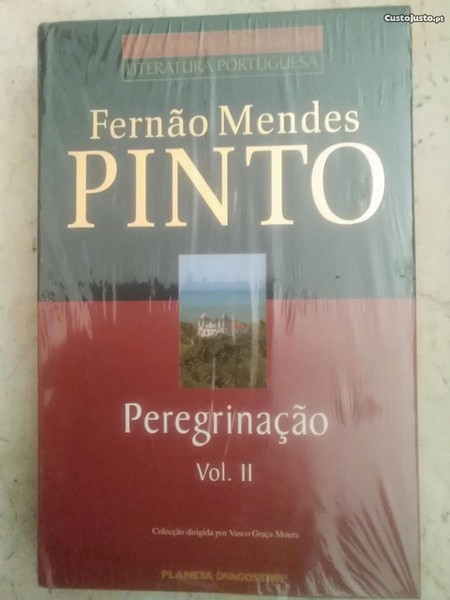 CustoJusto.pt
LITERATURA PORTUGUESA
Fernão Mendes
PINTO
Peregrinação
Vol. II
Colecção dirigida por Vasco Graça Moura
PLANETA DEAGOSTINI